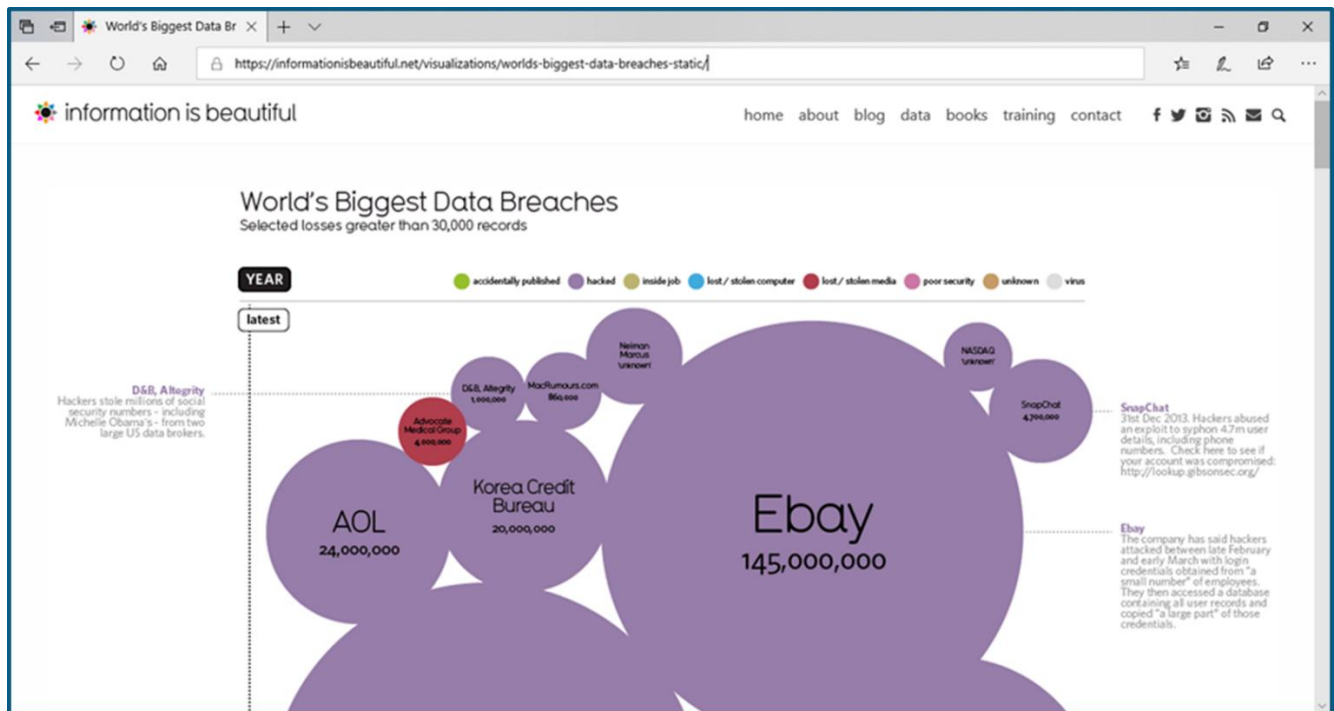 World's Biggest Data Br
https://informationisbeautiful.net/visualizations/worlds-biggest-data-breaches-static/
information is beautiful
home about blog data books training contact
World's Biggest Data Breaches
Selected losses greater than 30,000 records
YEAR
accidentally published hacked inside job lost / stolen computer lost / stolen media poor security unknown virus
latest
Neiman
Marcus
'unknown'
NASDAQ
'unknown'
D&B, Altegrity
1,000,000
MacRumours.com
860,000
SnapChat
4,700,000
Advocate
Medical Group
4,000,000
D&B, Altegrity
Hackers stole millions of social
security numbers - including
Michelle Obama's - from two
large US data brokers.
SnapChat
31st Dec 2013. Hackers abused
an exploit to syphon 4.7m user
details, including phone
numbers. Check here to see if
your account was compromised:
http://lookup.gibsonsec.org/
AOL
24,000,000
Korea Credit
Bureau
20,000,000
Ebay
145,000,000
Ebay
The company has said hackers
attacked between late February
and early March with login
credentials obtained from "a
small number" of employees.
They then accessed a database
containing all user records and
copied "a large part" of those
credentials.